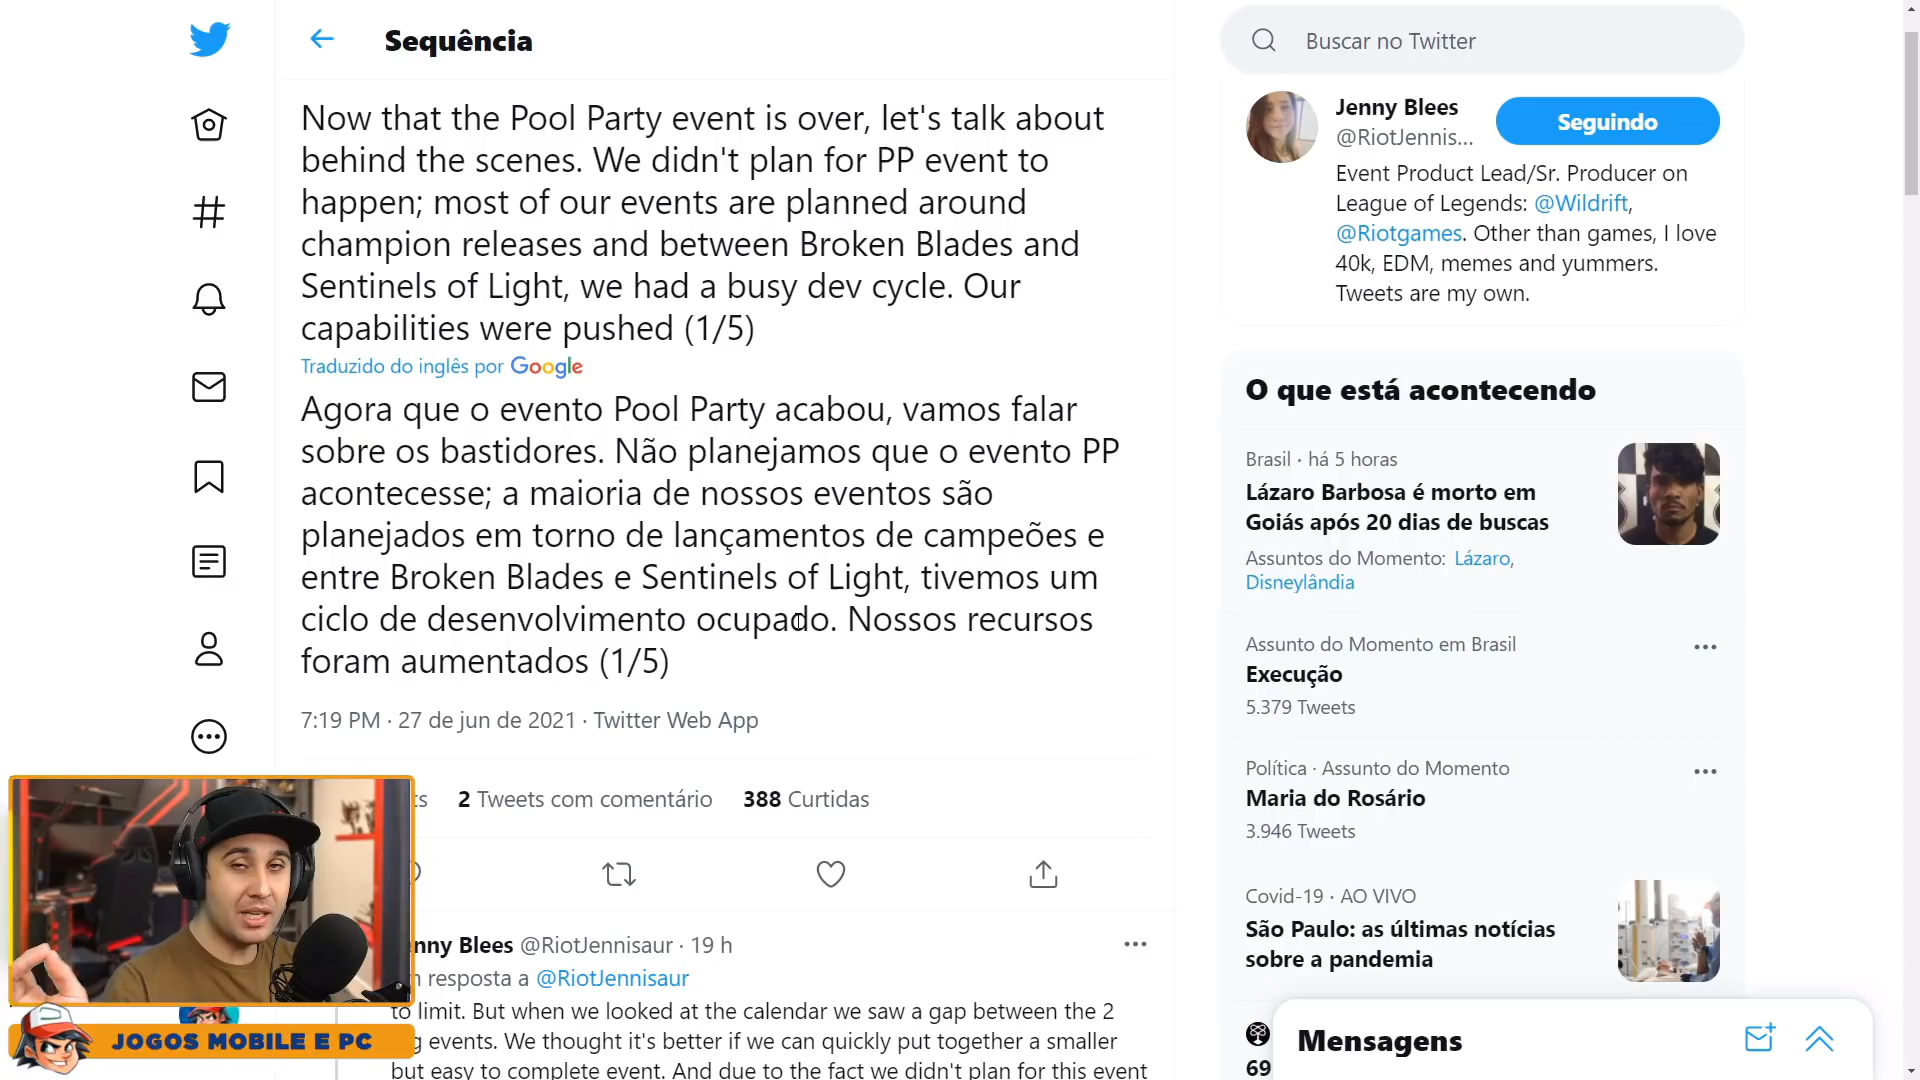 Sequência
Now that the Pool Party event is over, let's talk about
behind the scenes. We didn't plan for PP event to
happen; most of our events are planned around
champion releases and between Broken Blades and
Sentinels of Light, we had a busy dev cycle. Our
capabilities were pushed (1/5)
Traduzido do inglês por Google
Agora que o evento Pool Party acabou, vamos falar
sobre os bastidores. Não planejamos que o evento PP
acontecesse; a maioria de nossos eventos são
planejados em torno de lançamentos de campeões e
entre Broken Blades e Sentinels of Light, tivemos um
ciclo de desenvolvimento ocupado. Nossos recursos
foram aumentados (1/5)
7:19 PM · 27 de jun de 2021 · Twitter Web App
2 Tweets com comentário 388 Curtidas
Blees @RiotJennisaur · 19 h
resposta a @RiotJennisaur
to limit. But when we looked at the calendar we saw a gap between the 2
events. We thought it's better if we can quickly put together a smaller
but easy to complete event. And due to the fact we didn't plan for this event
JOGOS MOBILE E PC
Buscar no Twitter
Jenny Blees
@RiotJennis...
Seguindo
Event Product Lead/Sr. Producer on
League of Legends: @Wildrift,
@Riotgames. Other than games, I love
40k, EDM, memes and yummers.
Tweets are my own.
O que está acontecendo
Brasil · há 5 horas
Lázaro Barbosa é morto em
Goiás após 20 dias de buscas
Assuntos do Momento: Lázaro,
Disneylândia
Assunto do Momento em Brasil
Execução
5.379 Tweets
Política · Assunto do Momento
Maria do Rosário
3.946 Tweets
Covid-19 · AO VIVO
São Paulo: as últimas notícias
sobre a pandemia
69
Mensagens